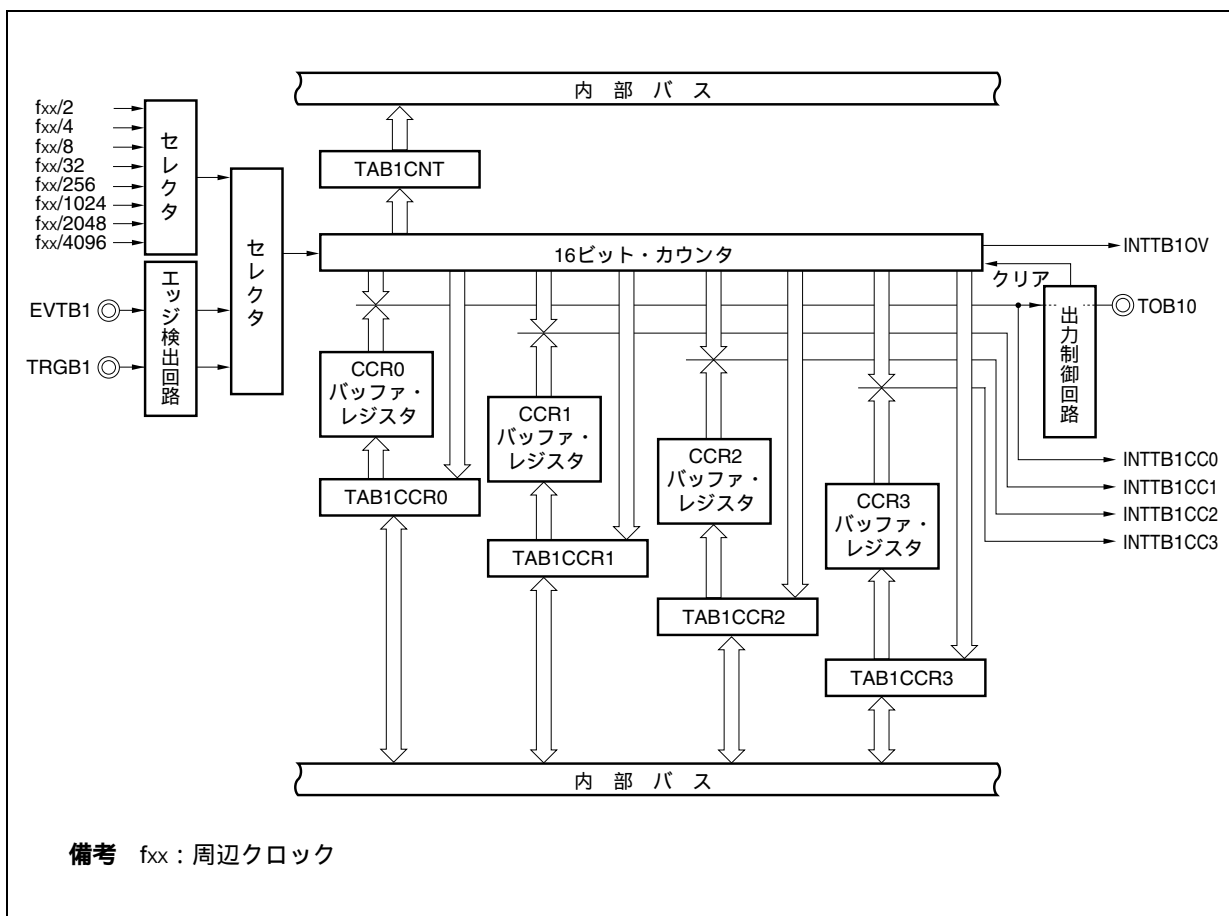 内 部 バ ス
fxx/2
fxx/4
fxx/8
fxx/32
fxx/256
fxx/1024
fxx/2048
fxx/4096
セレクタ
セレクタ
TAB1CNT
16ビット・カウンタ
INTTB1OV
クリア
エッジ検出回路
EVTB1
TRGB1
出力制御回路
TOB10
CCR0
バッファ・
レジスタ
CCR1
バッファ・
レジスタ
CCR2
バッファ・
レジスタ
CCR3
バッファ・
レジスタ
INTTB1CC0
INTTB1CC1
INTTB1CC2
INTTB1CC3
TAB1CCR0
TAB1CCR1
TAB1CCR2
TAB1CCR3
内 部 バ ス
備考 fxx：周辺クロック